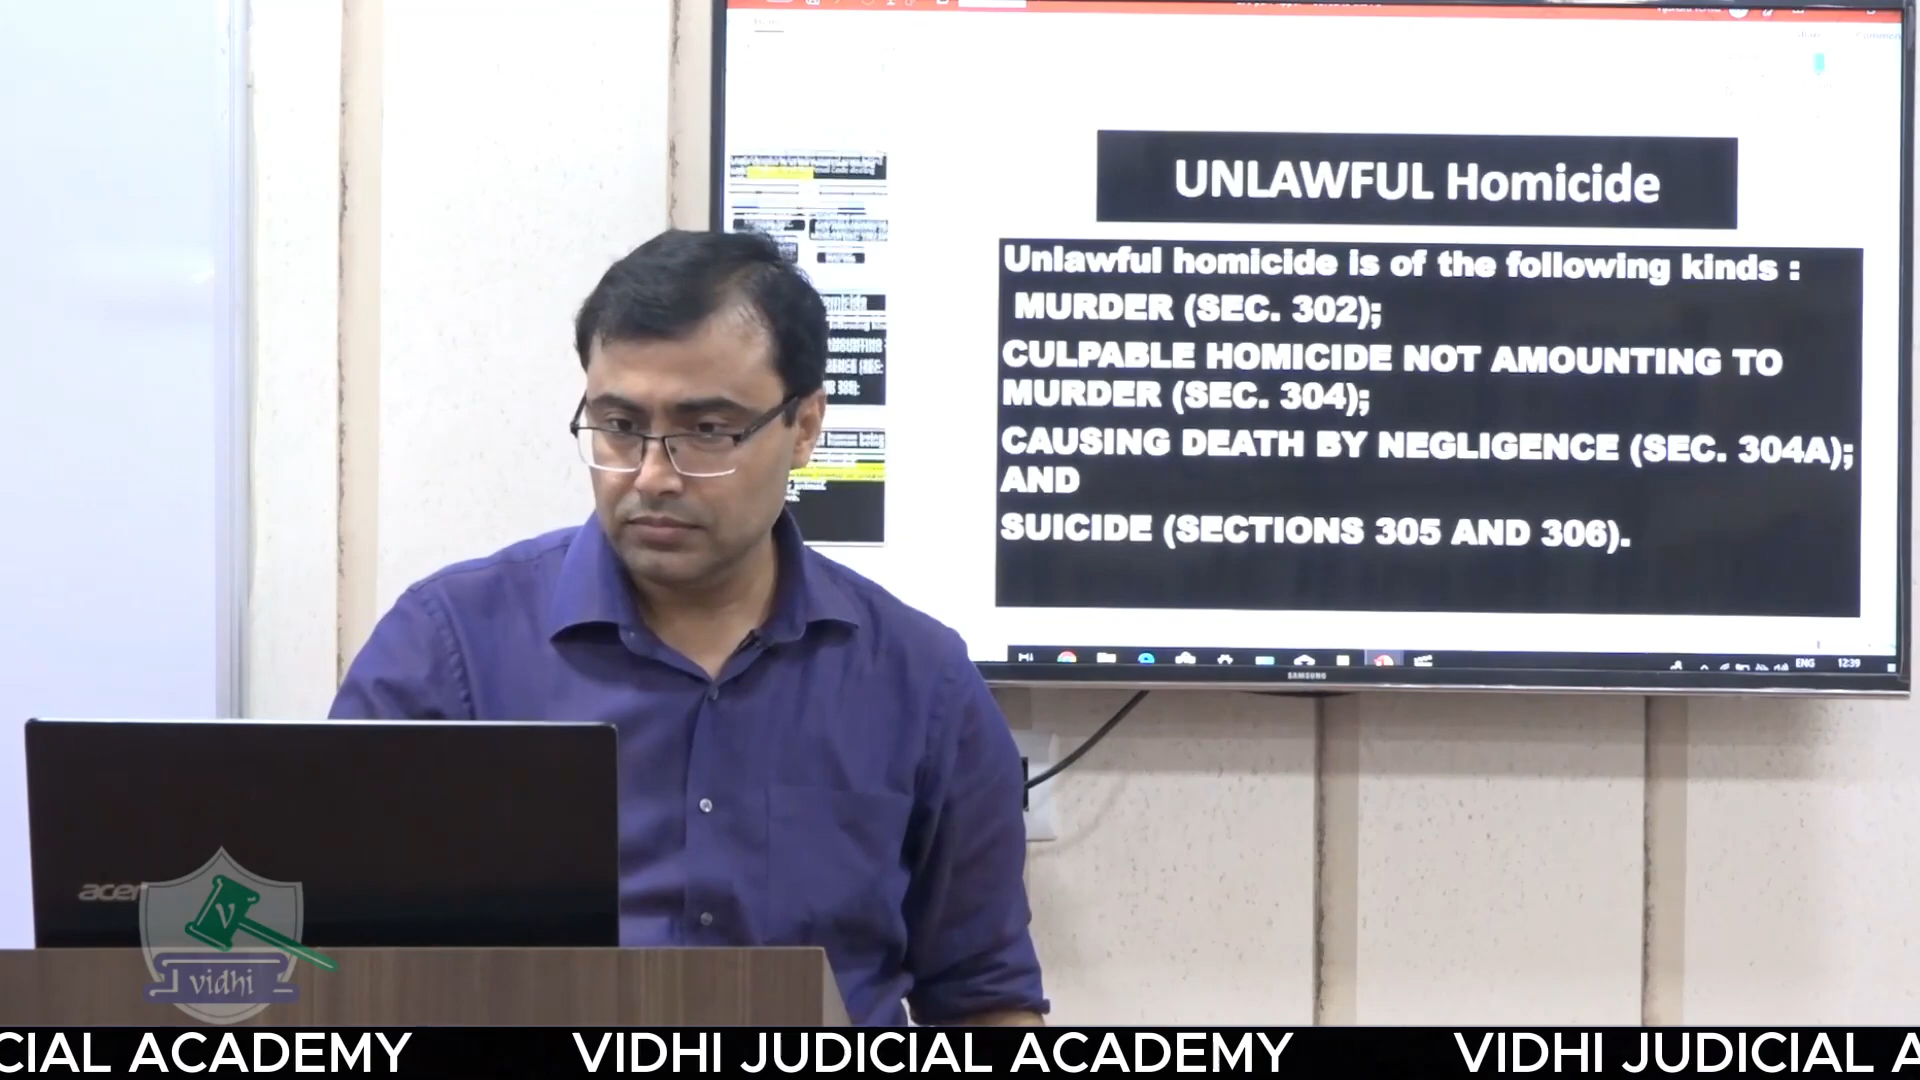 UNLAWFUL Homicide
Unlawful homicide is of the following kinds :
MURDER (SEC. 302);
CULPABLE HOMICIDE NOT AMOUNTING TO
MURDER (SEC. 304);
CAUSING DEATH BY NEGLIGENCE (SEC. 304A);
AND
SUICIDE (SECTIONS 305 AND 306).
ENG 12:39
SAMSUNG
acer
V
vidhi
CIAL ACADEMY VIDHI JUDICIAL ACADEMY VIDHI JUDICIAL A